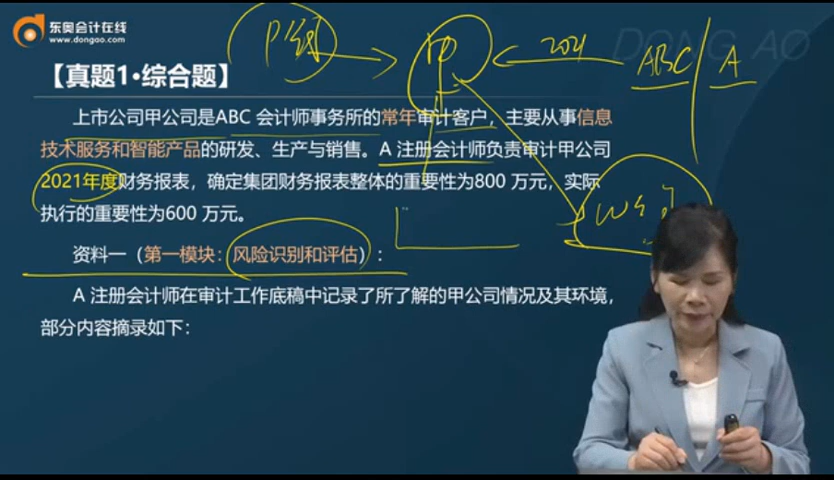 东奥会计在线
www.dongao.com
DONG AO
2021
ABC
A
【真题1·综合题】
上市公司甲公司是ABC 会计师事务所的常年审计客户，主要从事信息
技术服务和智能产品的研发、生产与销售。A 注册会计师负责审计甲公司
2021年度财务报表，确定集团财务报表整体的重要性为800 万元，实际
执行的重要性为600 万元。
资料一（第一模块：风险识别和评估）：
A 注册会计师在审计工作底稿中记录了所了解的甲公司情况及其环境，
部分内容摘录如下：